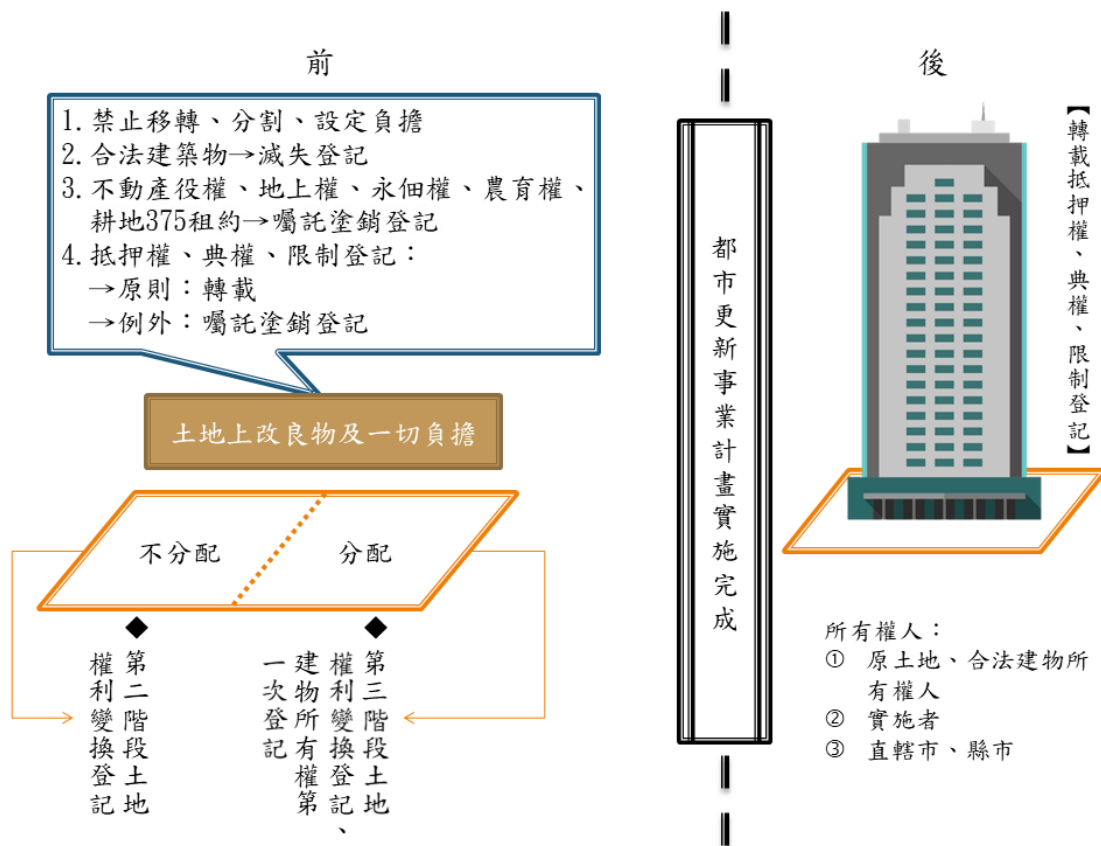 前
1. 禁止移轉、分割、設定負擔
2. 合法建築物→滅失登記
3. 不動產役權、地上權、永佃權、農育權、
耕地375租約→囑託塗銷登記
4. 抵押權、典權、限制登記：
→原則：轉載
→例外：囑託塗銷登記
土地上改良物及一切負擔
不分配
分配
◆
第二階段土地
權利變換登記
◆
第三階段土地
權利變換登記、
建物所有權第
一次登記
都市更新事業計畫實施完成
後
【轉載抵押權、典權、限制登記】
所有權人：
① 原土地、合法建物所
有權人
② 實施者
③ 直轄市、縣市